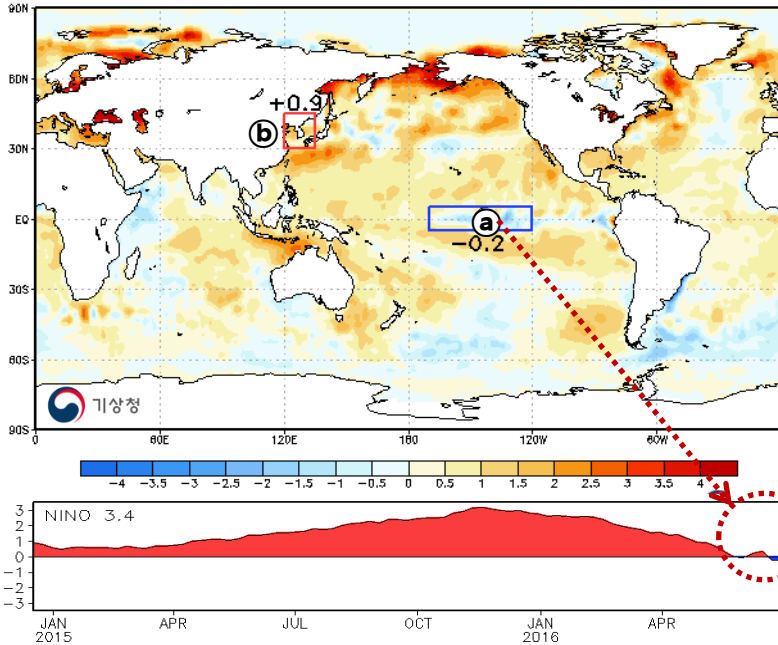 90N
60N
30N
EQ
30S
60S
90S
+0.9
ⓑ
ⓐ
-0.2
기상청
0 60E 120E 180 120W 60W
-4 -3.5 -3 -2.5 -2 -1.5 -1 -0.5 0 0.5 1 1.5 2 2.5 3 3.5 4
NINO 3.4
3
2
1
0
-1
-2
-3
JAN APR JUL OCT JAN APR
2015 2016